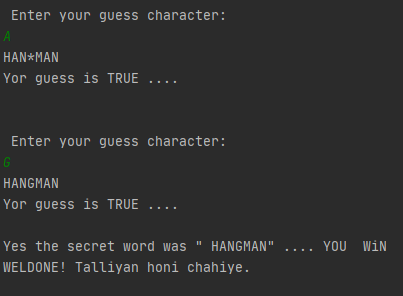 Enter your guess character:
A
HAN*MAN
Yor guess is TRUE ....
Enter your guess character:
G
HANGMAN
Yor guess is TRUE ....
Yes the secret word was " HANGMAN" .... YOU  WiN
WELDONE! Talliyan honi chahiye.